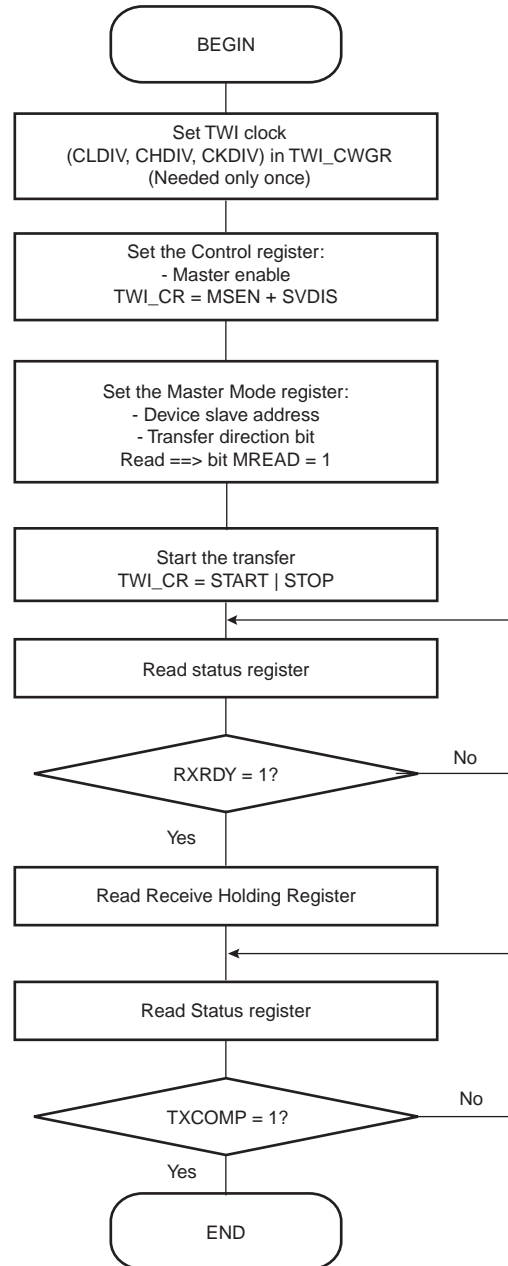 BEGIN
Set TWI clock
(CLDIV, CHDIV, CKDIV) in TWI_CWGR
(Needed only once)
Set the Control register:
- Master enable
TWI_CR = MSEN + SVDIS
Set the Master Mode register:
- Device slave address
- Transfer direction bit
Read ==> bit MREAD = 1
Start the transfer
TWI_CR = START | STOP
Read status register
RXRDY = 1?
No
Yes
Read Receive Holding Register
Read Status register
TXCOMP = 1?
No
Yes
END